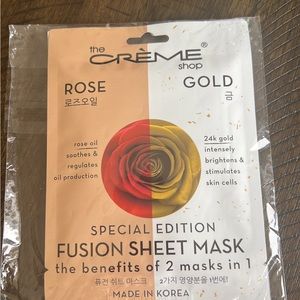 the
CRÈME®
shop
ROSE
로즈오일
GOLD
금
rose oil
soothes &
regulates
oil production
24k gold
intensely
brightens &
stimulates
skin cells
SPECIAL EDITION
FUSION SHEET MASK
the benefits of 2 masks in 1
퓨전 쉬트 마스크 2가지 영양분을 1번에!
MADE IN KOREA